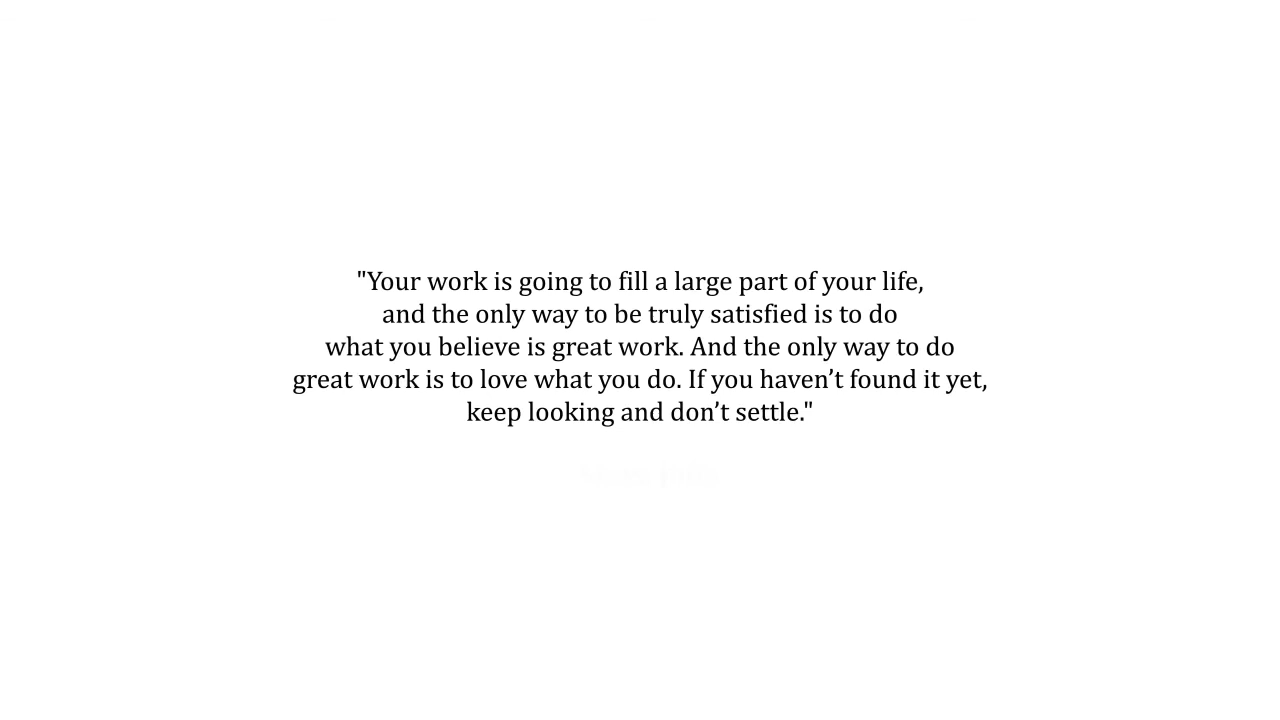 "Your work is going to fill a large part of your life,
and the only way to be truly satisfied is to do
what you believe is great work. And the only way to do
great work is to love what you do. If you haven’t found it yet,
keep looking and don’t settle."